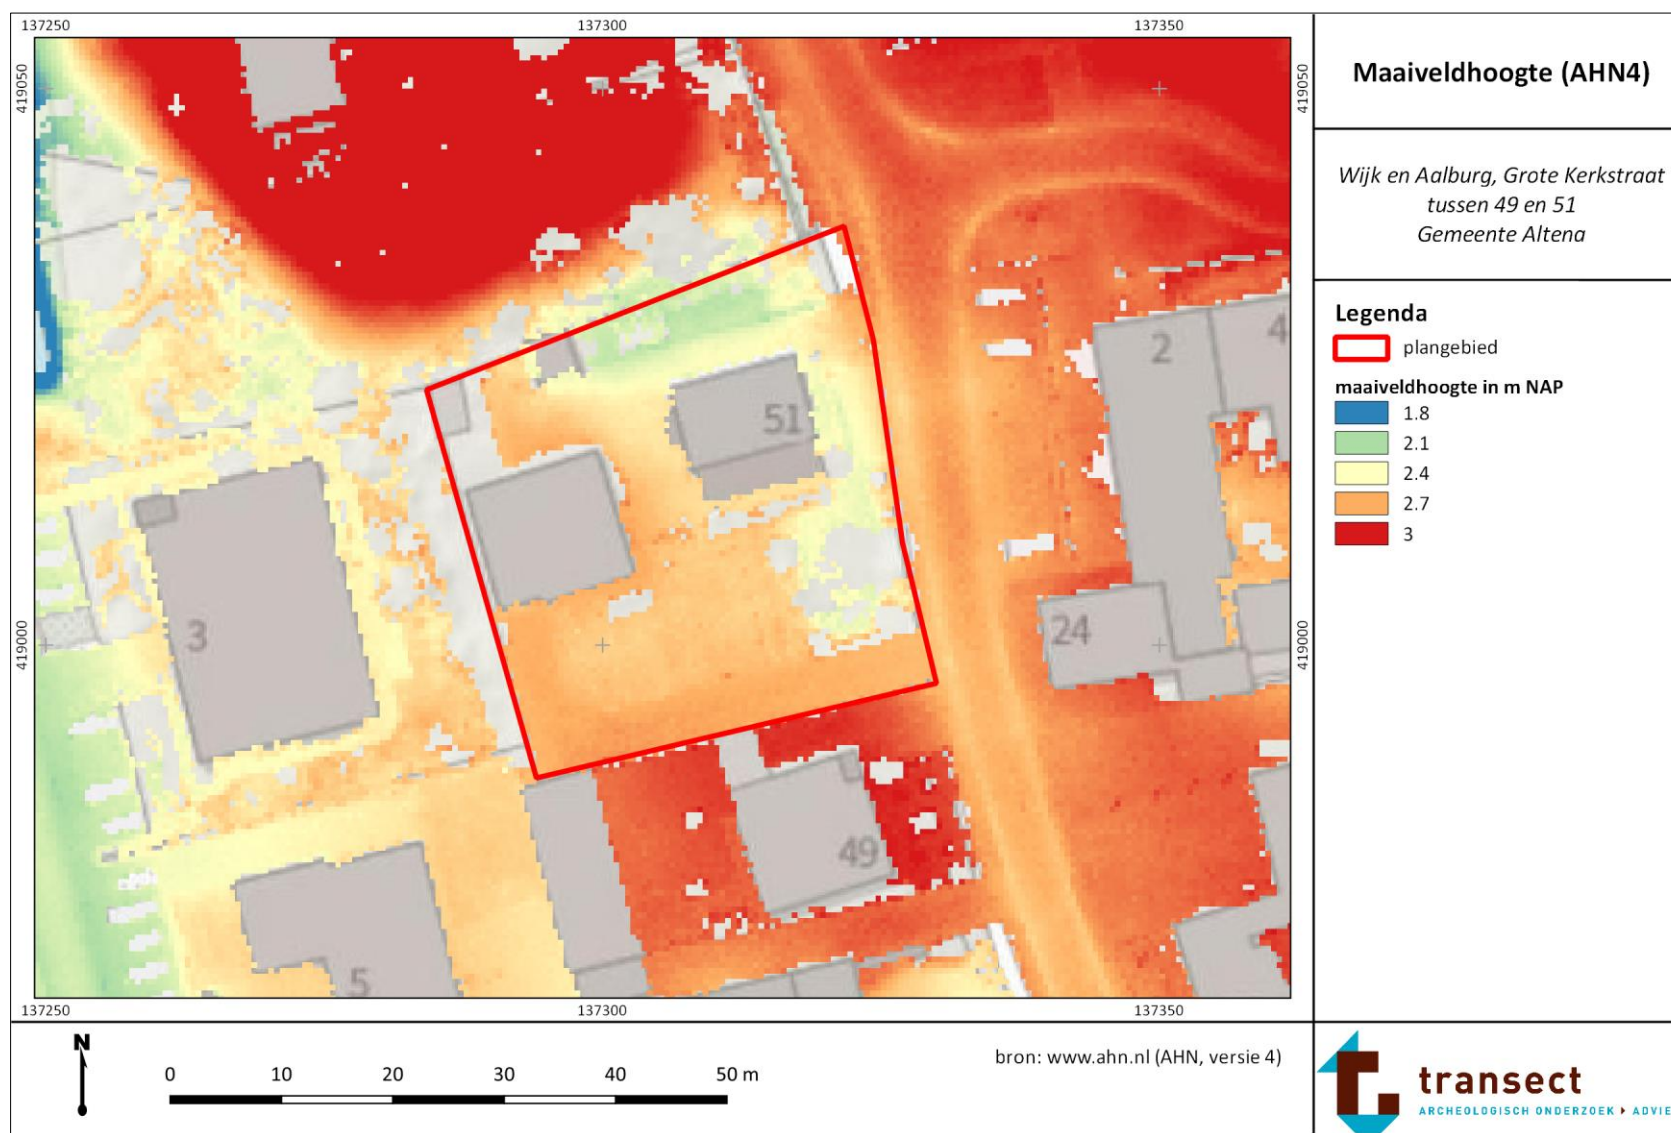 137250 137300 137350
419050
419050
51
2
4
3
24
419000
419000
49
5
137250 137300 137350
Maaiveldhoogte (AHN4)
Wijk en Aalburg, Grote Kerkstraat
tussen 49 en 51
Gemeente Altena
Legenda
plangebied
maaiveldhoogte in m NAP
1.8
2.1
2.4
2.7
3
N
0 10 20 30 40 50 m
bron: www.ahn.nl (AHN, versie 4)
transect
ARCHEOLOGISCH ONDERZOEK ADVIE